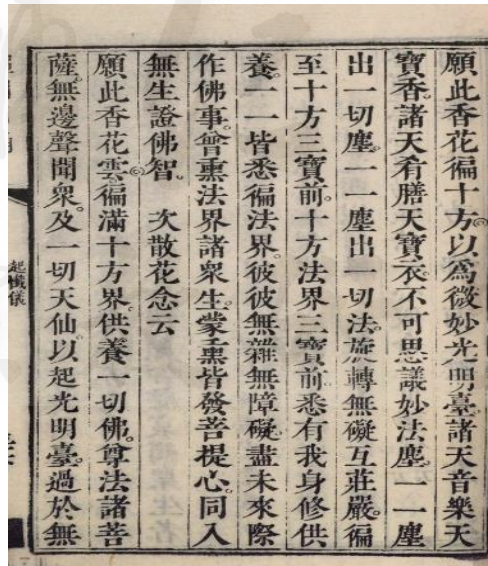 願此香花徧十方。以為微妙光明臺。諸天音樂天
寶香。諸天肴膳天寶衣。不可思議妙法塵。一一塵
出一切塵。一一塵出一切法。旋轉無礙互莊嚴。徧
至十方三寶前。十方法界三寶前。悉有我身修供
養。一一皆悉徧法界。彼彼無雜無障礙。盡未來際
作佛事。普熏法界諸眾生。蒙熏皆發菩提心。同入
無生證佛智。 次散花念云
願此香花雲。徧滿十方界。供養一切佛。尊法諸菩
薩。無邊聲聞眾。及一切天仙。以起光明臺。過於無
起懺儀